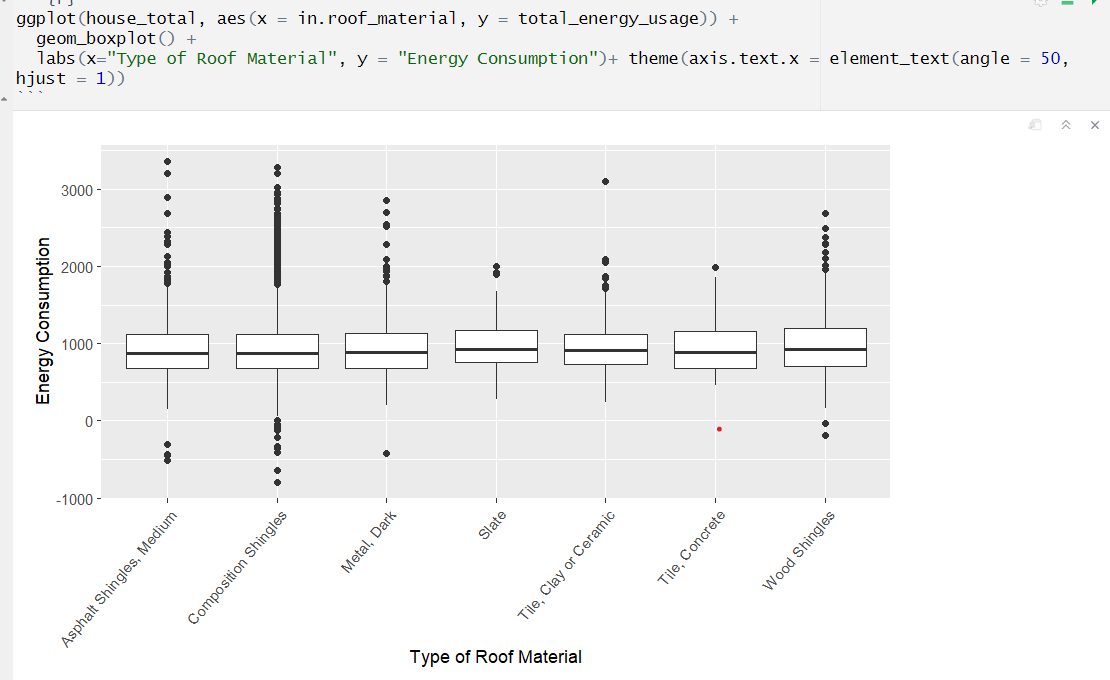 ggplot(house_total, aes(x = in.roof_material, y = total_energy_usage)) +
  geom_boxplot() +
  labs(x="Type of Roof Material", y = "Energy Consumption")+ theme(axis.text.x = element_text(angle = 50,
hjust = 1))
```
3000
2000
1000
0
-1000
Energy Consumption
Asphalt Shingles, Medium
Composition Shingles
Metal, Dark
Slate
Tile, Clay or Ceramic
Tile, Concrete
Wood Shingles
Type of Roof Material